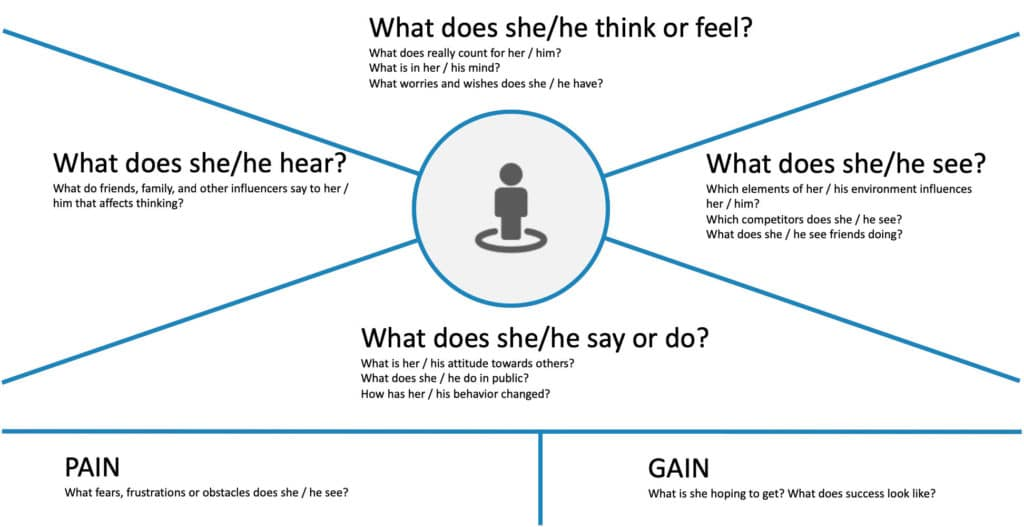 What does she/he think or feel?
What does really count for her / him?
What is in her / his mind?
What worries and wishes does she / he have?
What does she/he hear?
What do friends, family, and other influencers say to her /
him that affects thinking?
What does she/he see?
Which elements of her / his environment influences
her / him?
Which competitors does she / he see?
What does she / he see friends doing?
What does she/he say or do?
What is her / his attitude towards others?
What does she / he do in public?
How has her / his behavior changed?
PAIN
What fears, frustrations or obstacles does she / he see?
GAIN
What is she hoping to get? What does success look like?